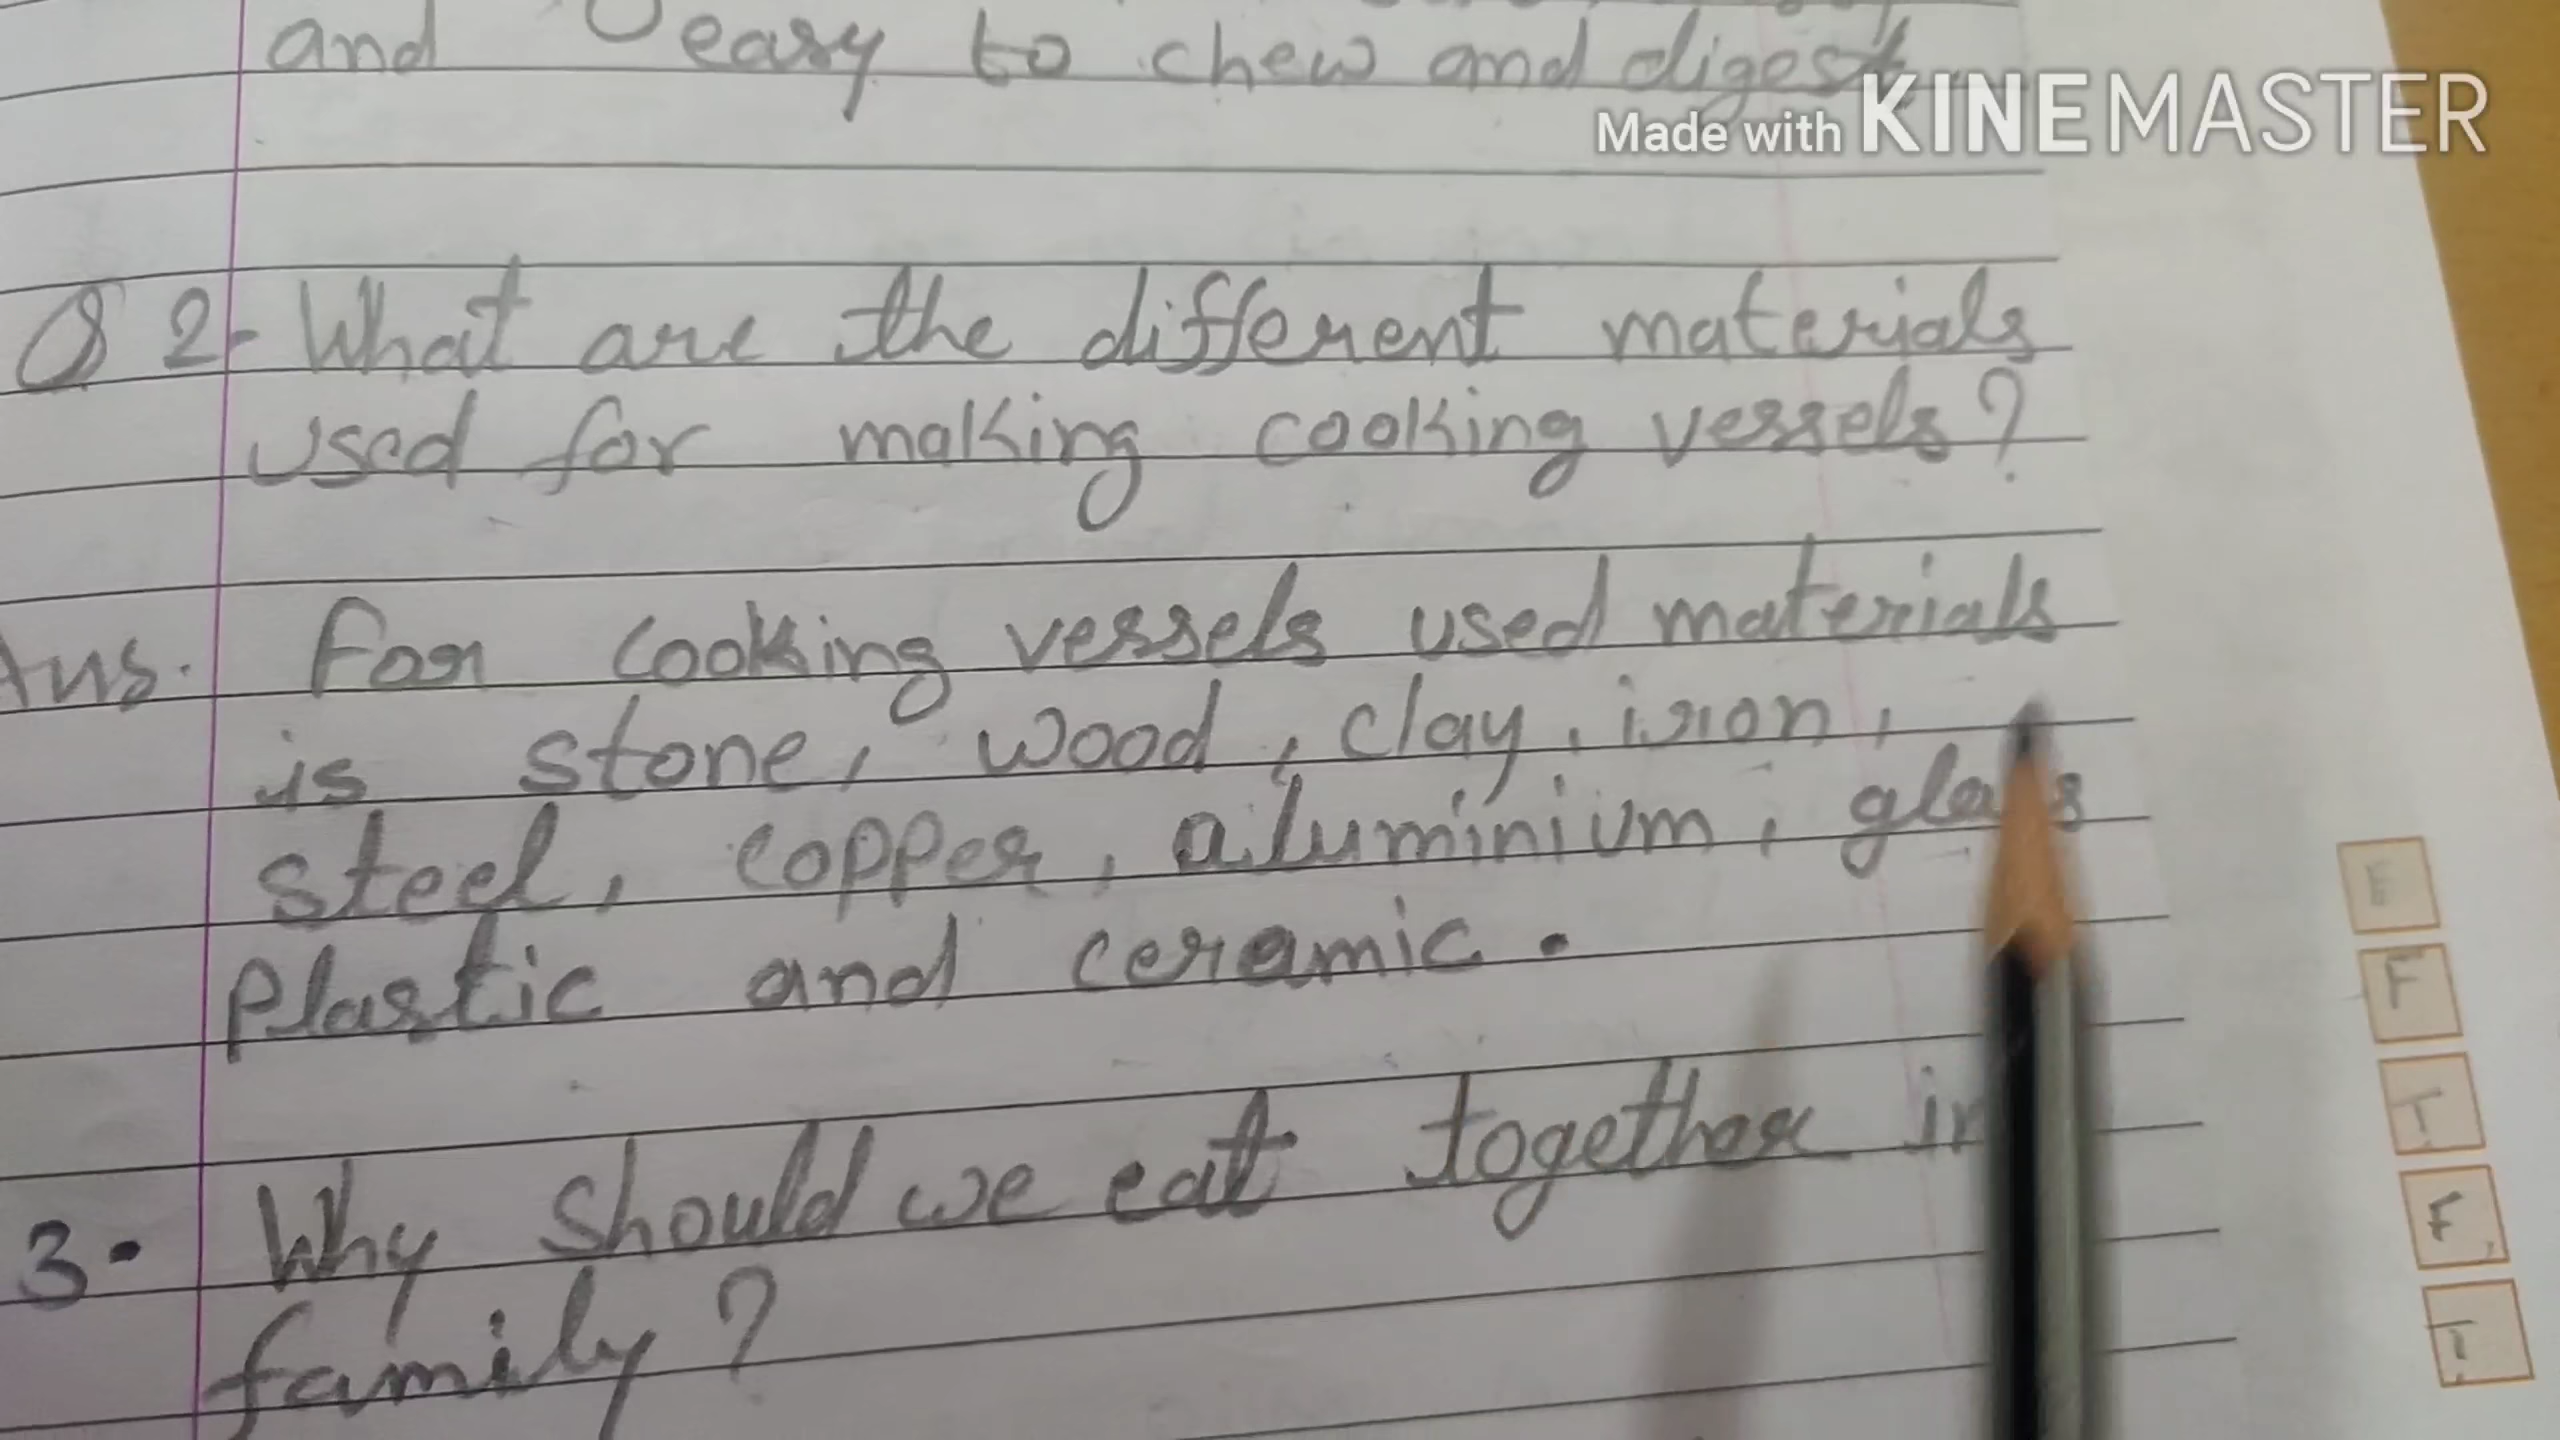 and easy to chew and digest
Made with KINEMASTER
Q 2- What are the different materials
used for making cooking vessels?
Ans. For cooking vessels used materials
is stone, wood, clay, iron,
steel, copper, aluminium, glass
Plastic and ceramic.
3. Why should we eat together in
family?
E
F
T
F
T